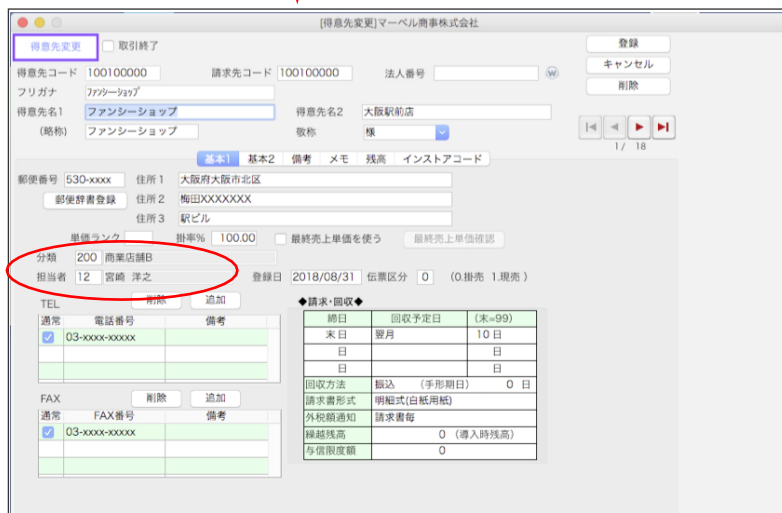 [得意先変更]マーベル商事株式会社
得意先変更 取引終了 登録
キャンセル
削除
得意先コード 100100000 請求先コード 100100000 法人番号 W
フリガナ ファンシーショップ
得意先名1 ファンシーショップ 得意先名2 大阪駅前店
(略称) ファンシーショップ 敬称 様
1/ 18
基本1 基本2 備考 メモ 残高 インストアコード
郵便番号 530-xxxx 住所1 大阪府大阪市北区
郵便辞書登録 住所2 梅田XXXXXXX
住所3 駅ビル
単価ランク 掛率% 100.00 最終売上単価を使う 最終売上単価確認
分類 200 商業店舗B
担当者 12 宮崎 洋之 登録日 2018/08/31 伝票区分 0 (0.掛売 1.現売)
TEL 削除 追加
通常 電話番号 備考
03-xxxx-xxxxx
FAX 削除 追加
通常 FAX番号 備考
03-xxxx-xxxxx
◆請求・回収◆
締日 回収予定日 (末=99)
末日 翌月 10日
日 日
日 日
回収方法 振込 (手形期日) 0 日
請求書形式 明細式(白紙用紙)
外税額通知 請求書毎
繰越残高 0 (導入時残高)
与信限度額 0